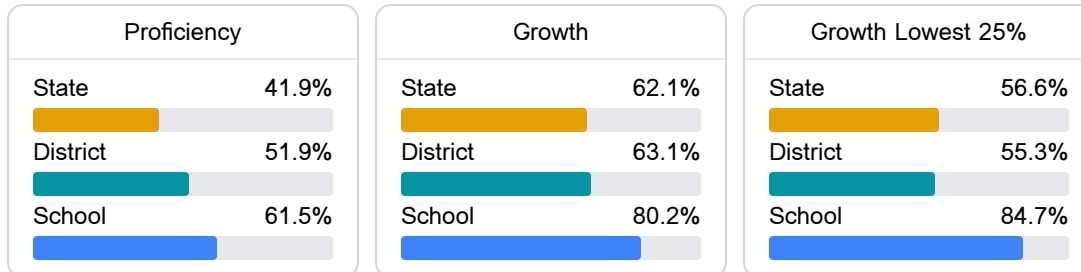 Proficiency
State 41.9%
District 51.9%
School 61.5%
Growth
State 62.1%
District 63.1%
School 80.2%
Growth Lowest 25%
State 56.6%
District 55.3%
School 84.7%